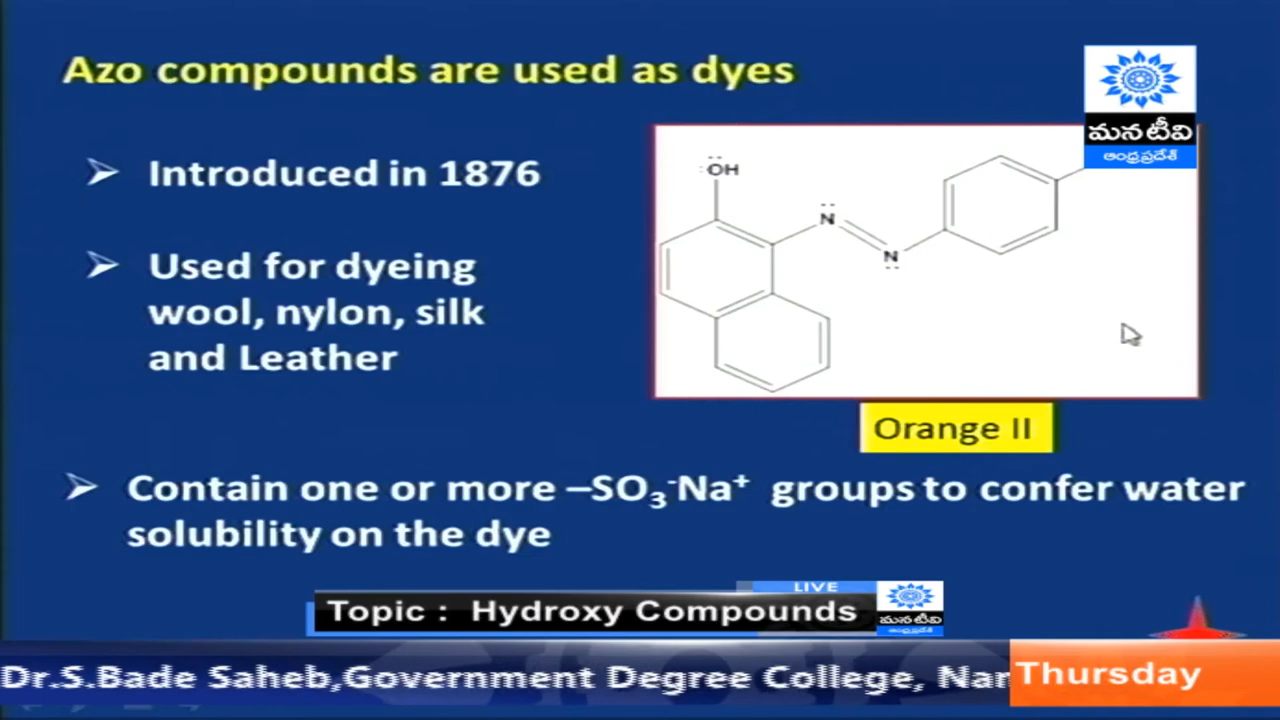 Azo compounds are used as dyes
మన టీవి
ఆంధ్రప్రదేశ్
➢ Introduced in 1876
➢ Used for dyeing
wool, nylon, silk
and Leather
OH
N
N
Orange II
➢ Contain one or more –SO₃⁻Na⁺ groups to confer water
solubility on the dye
LIVE
Topic : Hydroxy Compounds
మన టీవి
ఆంధ్రప్రదేశ్
Dr.S.Bade Saheb,Government Degree College, Nar
Thursday